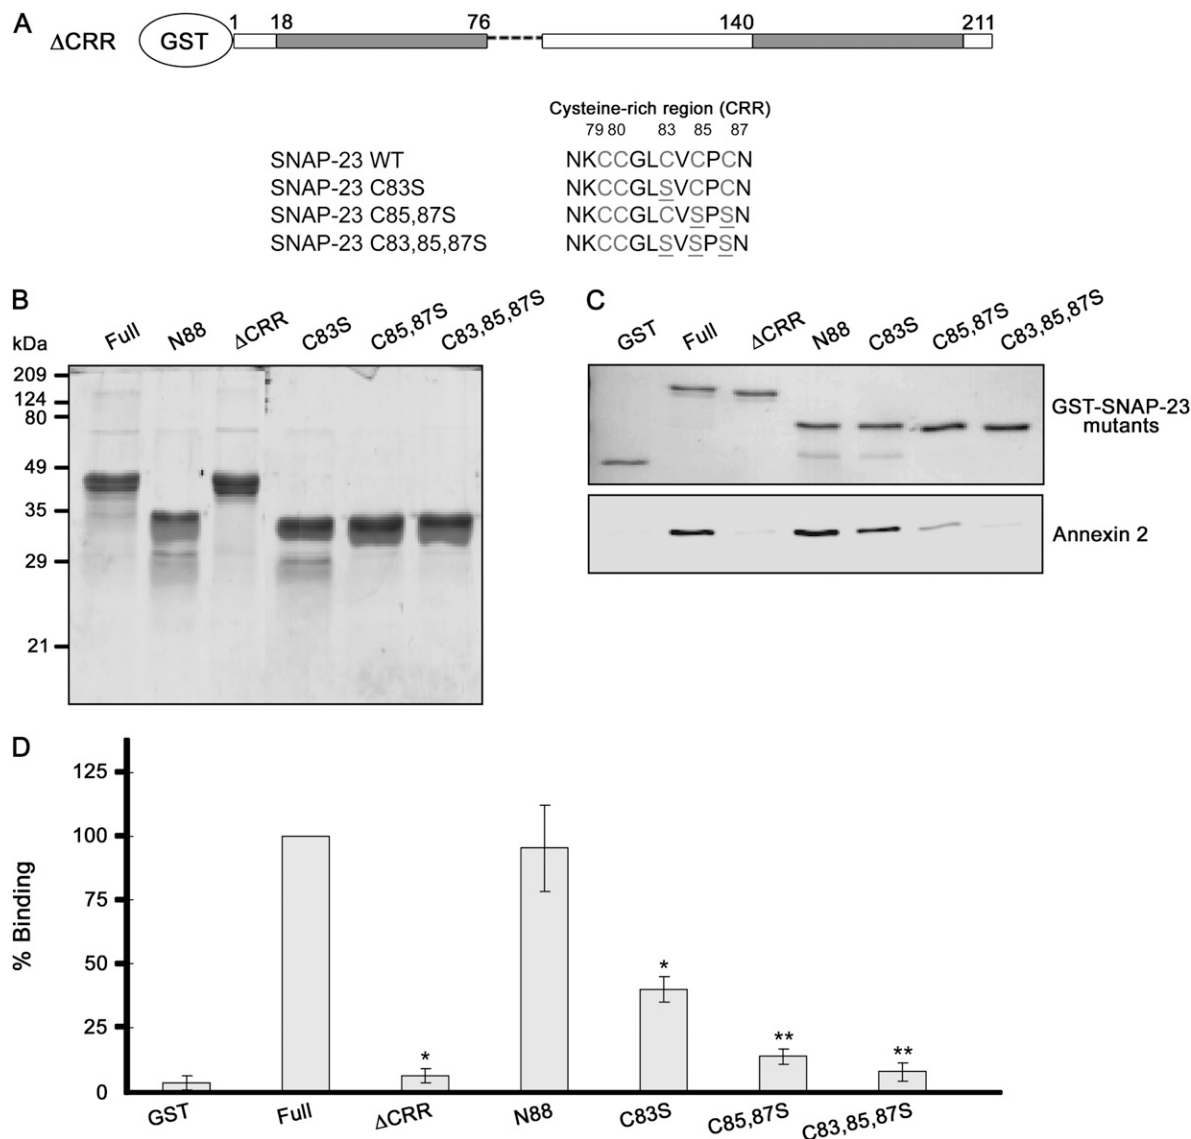 A
1 18 76 140 211
ΔCRR GST
Cysteine-rich region (CRR)
79 80 83 85 87
SNAP-23 WT NKCCGLCVCPCN
SNAP-23 C83S NKCCGLSVCPCN
SNAP-23 C85,87S NKCCGLCVSPSN
SNAP-23 C83,85,87S NKCCGLSVSPSN
B
kDa Full N88 ΔCRR C83S C85,87S C83,85,87S
209
124
80
49
35
29
21
C
GST Full ΔCRR N88 C83S C85,87S C83,85,87S
GST-SNAP-23
mutants
Annexin 2
D
% Binding
125
100
75
50
25
0
* * ** **
GST Full ΔCRR N88 C83S C85,87S C83,85,87S